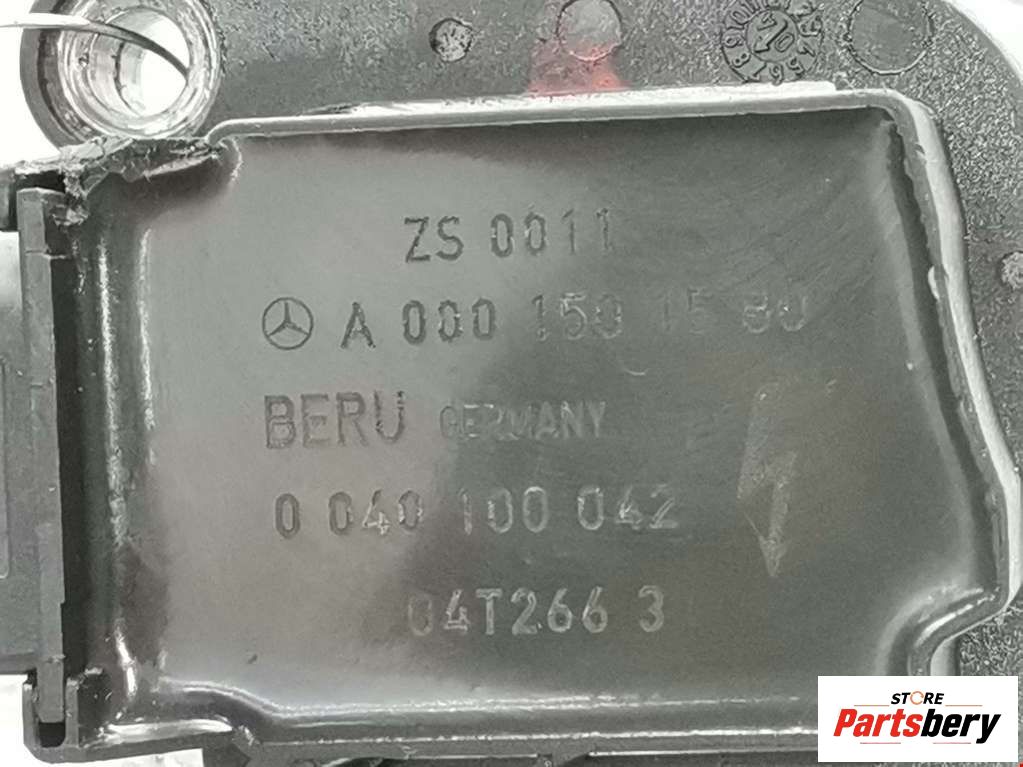 ZS 0011
A 000 150 15 80
BERU GERMANY
0 040 100 042
04T266 3
STORE
Partsbery